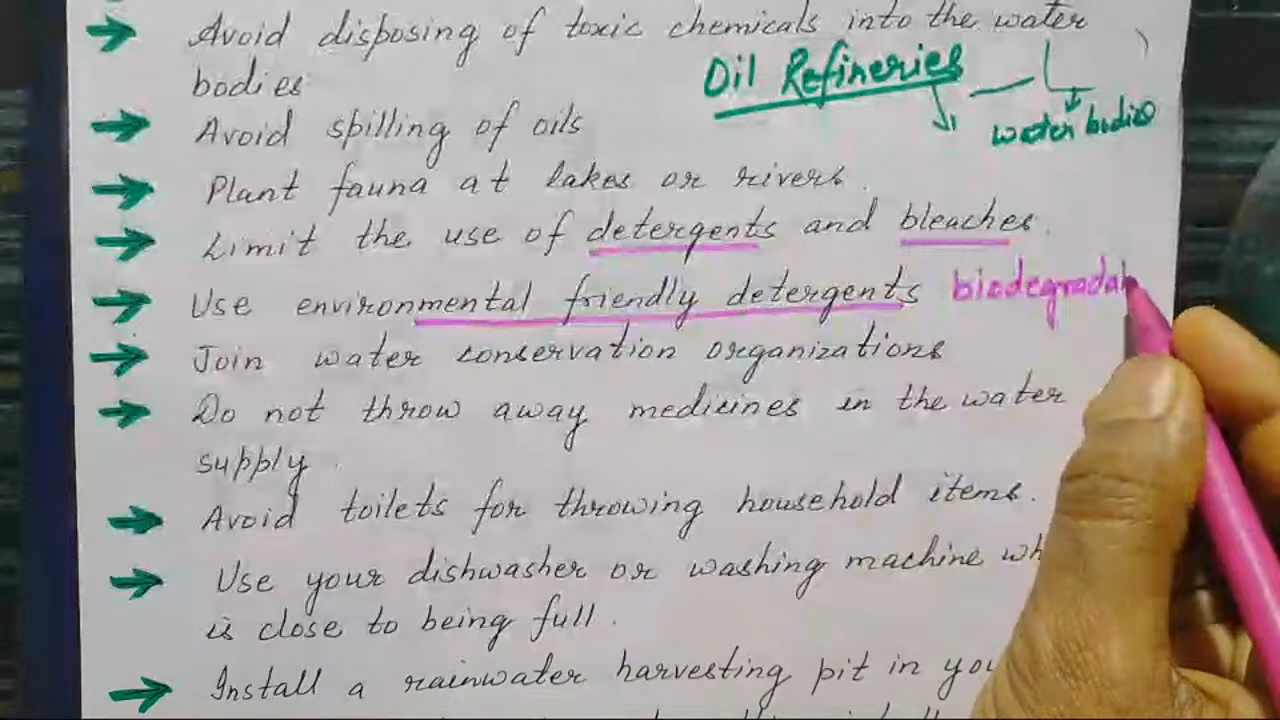 → Avoid disposing of toxic chemicals into the water
bodies
Oil Refineries
water bodies
→ Avoid spilling of oils
→ Plant fauna at lakes or rivers.
→ Limit the use of detergents and bleaches.
→ Use environmental friendly detergents biodegradab
→ Join water conservation organizations
→ Do not throw away medicines in the water
supply.
→ Avoid toilets for throwing household items.
→ Use your dishwasher or washing machine wh
is close to being full.
→ Install a rainwater harvesting pit in you